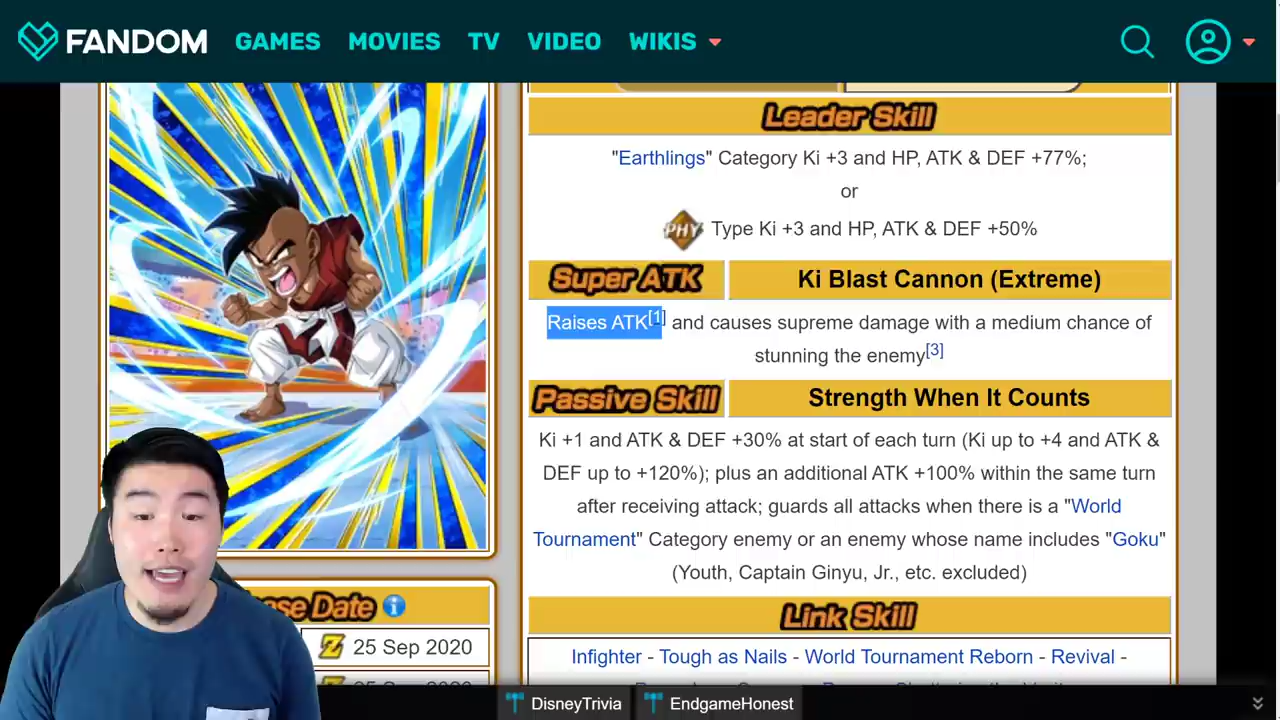 FANDOM GAMES MOVIES TV VIDEO WIKIS
Leader Skill
"Earthlings" Category Ki +3 and HP, ATK & DEF +77%;
or
PHY Type Ki +3 and HP, ATK & DEF +50%
Super ATK Ki Blast Cannon (Extreme)
Raises ATK[1] and causes supreme damage with a medium chance of
stunning the enemy[3]
Passive Skill Strength When It Counts
Ki +1 and ATK & DEF +30% at start of each turn (Ki up to +4 and ATK &
DEF up to +120%); plus an additional ATK +100% within the same turn
after receiving attack; guards all attacks when there is a "World
Tournament" Category enemy or an enemy whose name includes "Goku"
(Youth, Captain Ginyu, Jr., etc. excluded)
Date
Z 25 Sep 2020
Link Skill
Infighter - Tough as Nails - World Tournament Reborn - Revival -
DisneyTrivia EndgameHonest